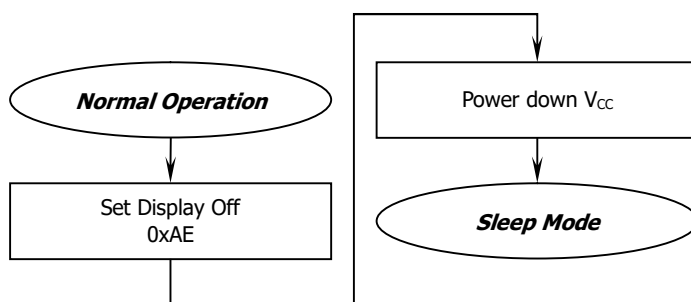 Normal Operation
Set Display Off
0xAE
Power down VCC
Sleep Mode